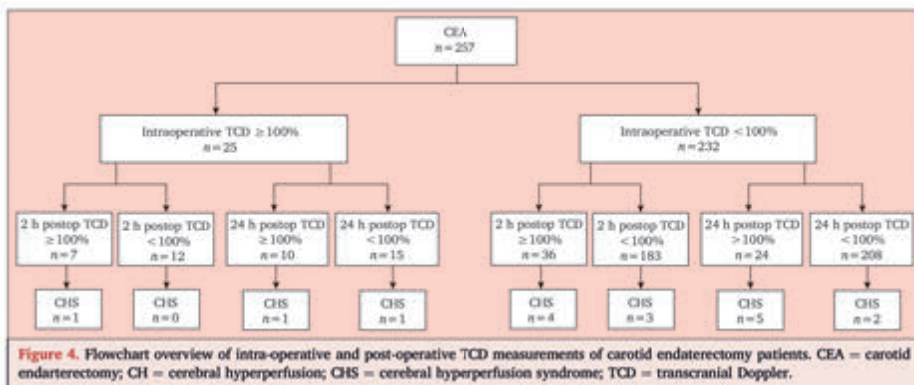 CEA
n=257
Intraoperative TCD ≥100%
n=25
Intraoperative TCD <100%
n=232
2 h postop TCD
≥100%
n=7
2 h postop TCD
<100%
n=12
24 h postop TCD
≥100%
n=10
24 h postop TCD
<100%
n=15
2 h postop TCD
≥100%
n=36
2 h postop TCD
<100%
n=183
24 h postop TCD
>100%
n=24
24 h postop TCD
<100%
n=208
CHS
n=1
CHS
n=0
CHS
n=1
CHS
n=1
CHS
n=4
CHS
n=3
CHS
n=5
CHS
n=2
Figure 4. Flowchart overview of intra-operative and post-operative TCD measurements of carotid endaterectomy patients. CEA = carotid
endarterectomy; CH = cerebral hyperperfusion; CHS = cerebral hyperperfusion syndrome; TCD = transcranial Doppler.